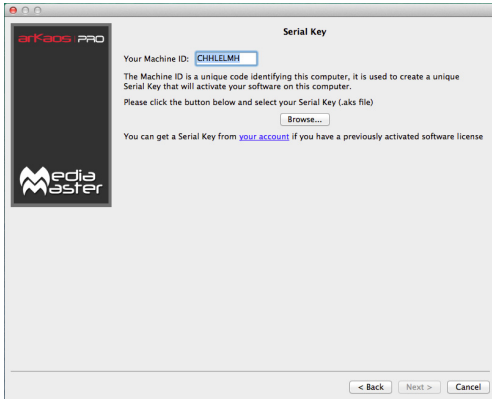 Serial Key
arKaos PRO
Your Machine ID: CHHLELMH
The Machine ID is a unique code identifying this computer, it is used to create a unique
Serial Key that will activate your software on this computer.
Please click the button below and select your Serial Key (.aks file)
Browse...
You can get a Serial Key from your account if you have a previously activated software license
Media
Master
< Back
Next >
Cancel